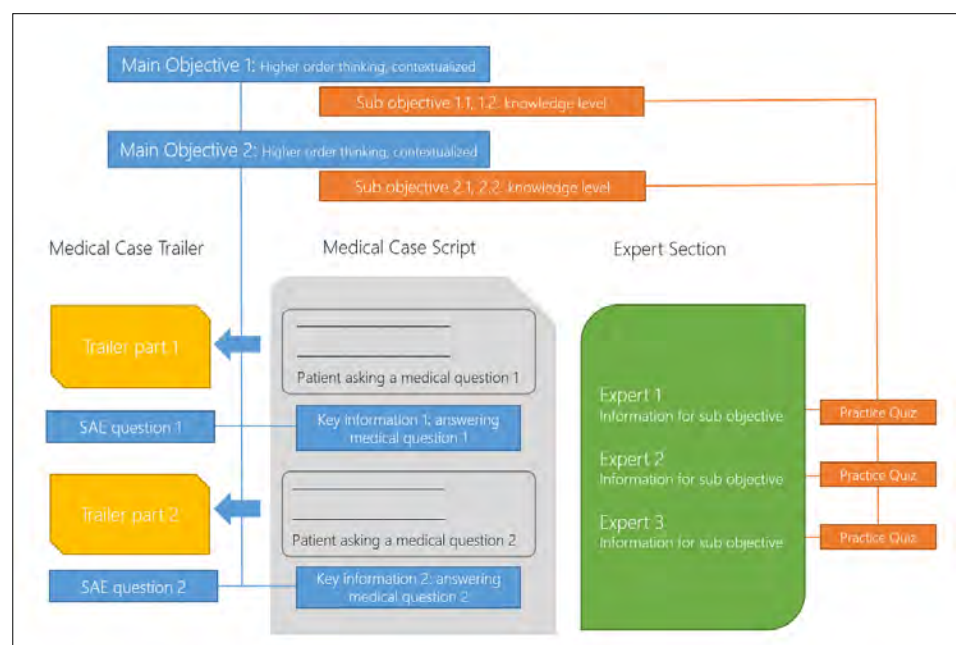 Main Objective 1: Higher order thinking, contextualized
Sub objective 1.1, 1.2: knowledge level
Main Objective 2: Higher order thinking, contextualized
Sub objective 2.1, 2.2: knowledge level
Medical Case Trailer
Medical Case Script
Expert Section
Trailer part 1
Patient asking a medical question 1
SAE question 1
Key information 1: answering
medical question 1
Trailer part 2
Patient asking a medical question 2
SAE question 2
Key information 2: answering
medical question 2
Expert 1
Information for sub objective
Practice Quiz
Expert 2
Information for sub objective
Practice Quiz
Expert 3
Information for sub objective
Practice Quiz